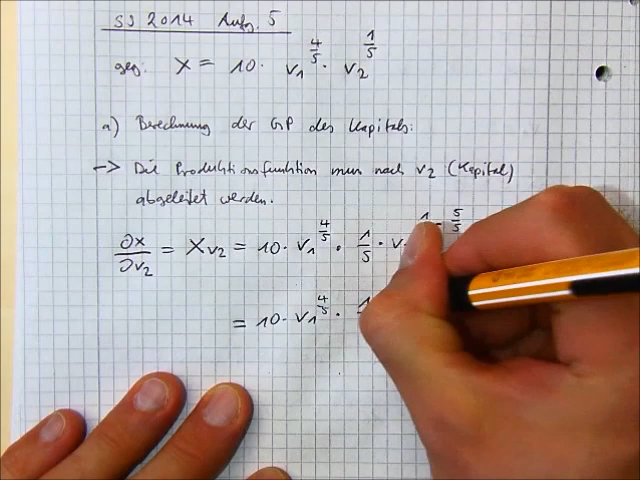 SS 2014 Aufg. 5
geg: x = 10 · v₁^(4/5) · v₂^(1/5)
a) Berechnung der GP des Kapitals:
-> Die Produktionsfunktion muss nach v₂ (Kapital)
abgeleitet werden.
∂x/∂v₂ = Xv₂ = 10 · v₁^(4/5) · 1/5 · v
= 10 · v₁^(4/5) ·